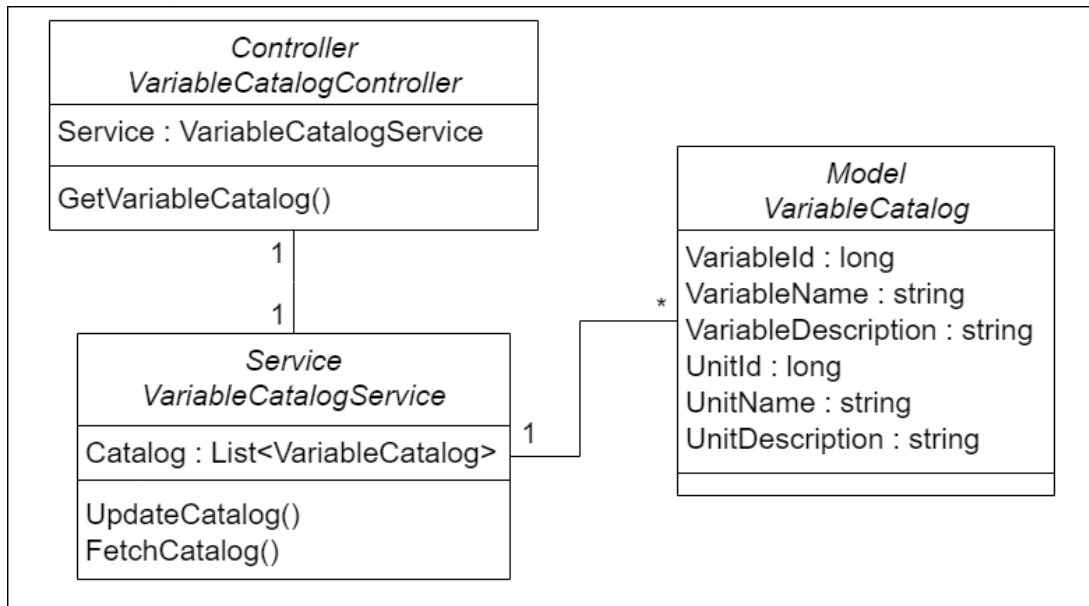 Controller
VariableCatalogController
Service : VariableCatalogService
GetVariableCatalog()
1
1
Service
VariableCatalogService
Catalog : List<VariableCatalog>
UpdateCatalog()
FetchCatalog()
1
*
Model
VariableCatalog
VariableId : long
VariableName : string
VariableDescription : string
UnitId : long
UnitName : string
UnitDescription : string